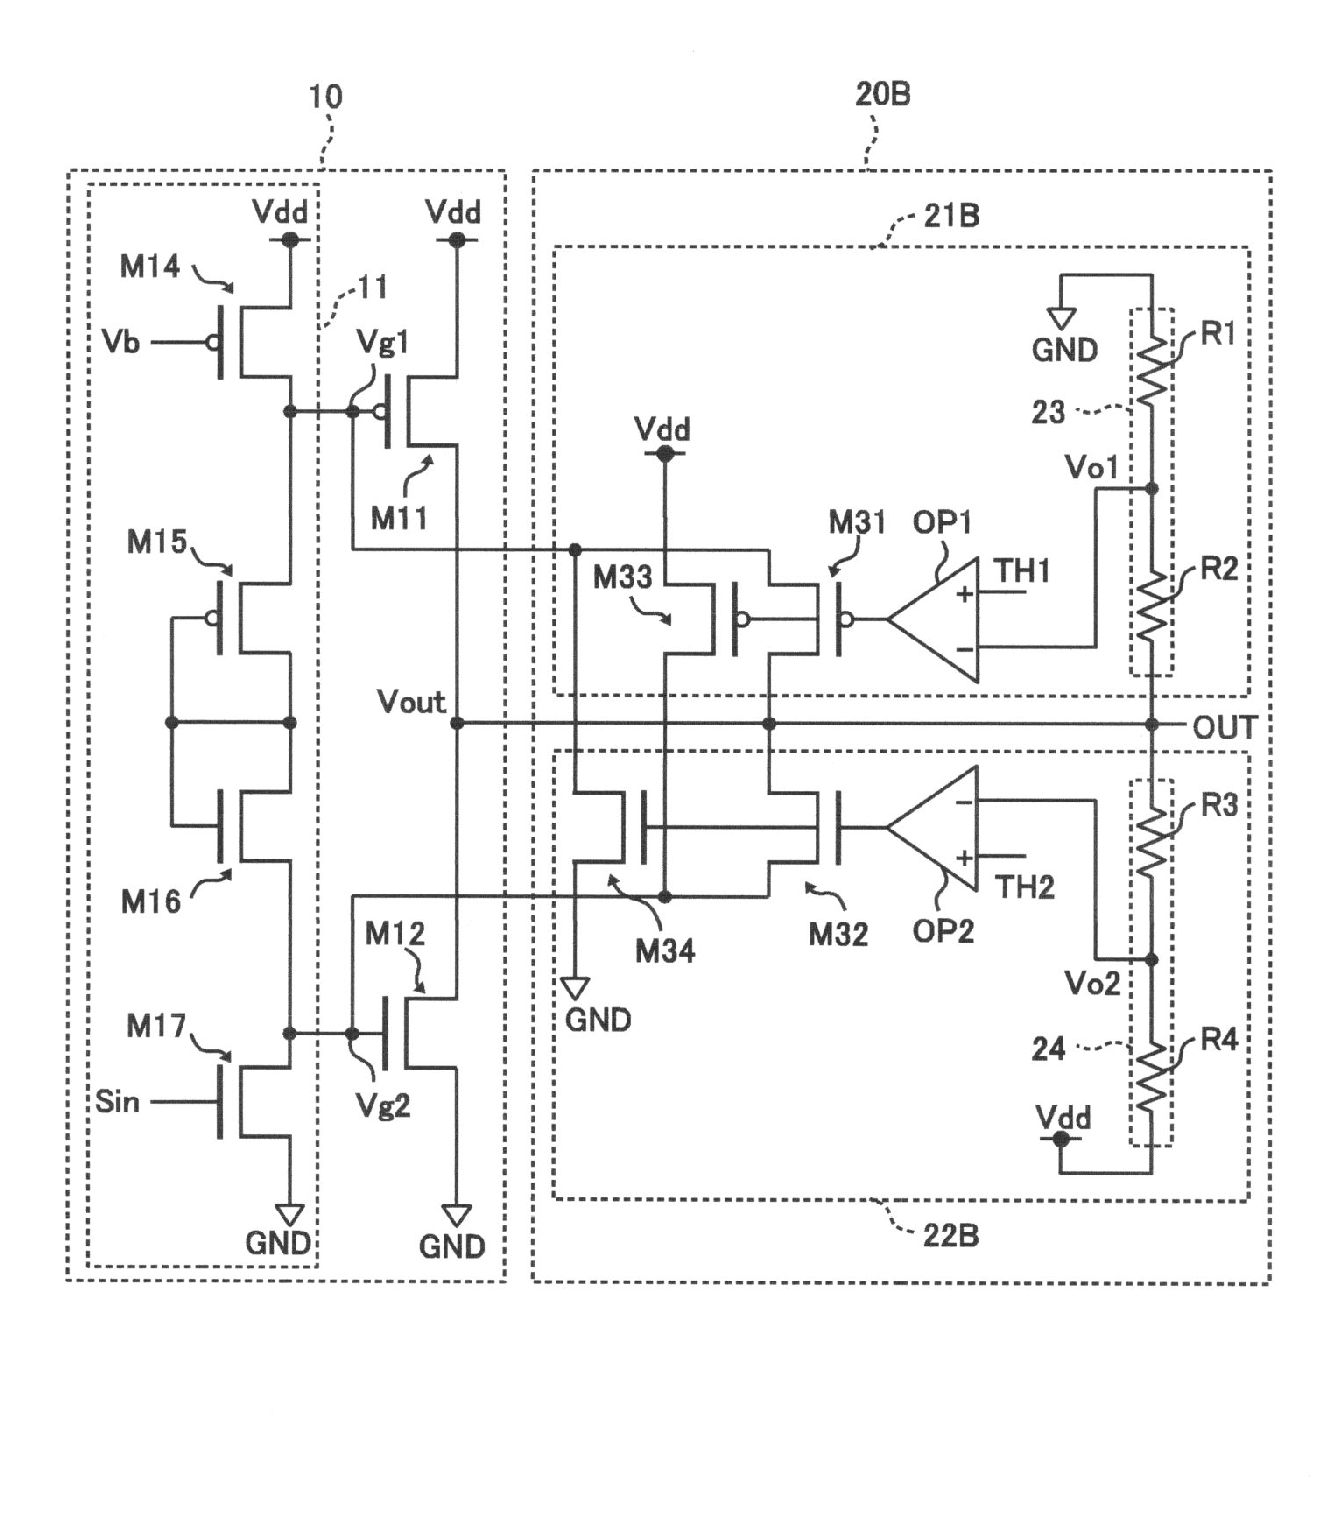 10
20B
Vdd
Vdd
21B
M14
11
Vb
Vg1
GND
R1
23
Vdd
Vo1
M11
M31
OP1
M15
M33
TH1
R2
+
−
Vout
OUT
−
R3
+
M16
TH2
M32
OP2
M12
M34
Vo2
GND
M17
24
R4
Sin
Vg2
Vdd
GND
GND
22B